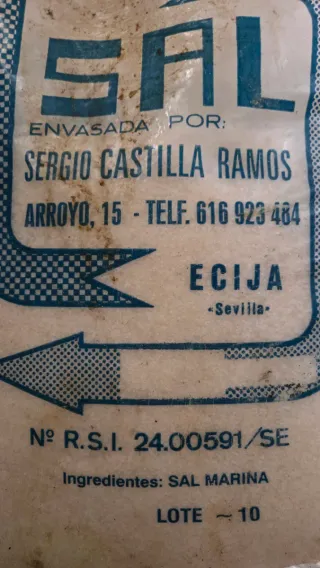 SAL
ENVASADA POR:
SERGIO CASTILLA RAMOS
ARROYO, 15 - TELF. 616 923 484
ECIJA
-Sevilla-
Nº R.S.I. 24.00591/SE
Ingredientes: SAL MARINA
LOTE ~ 10